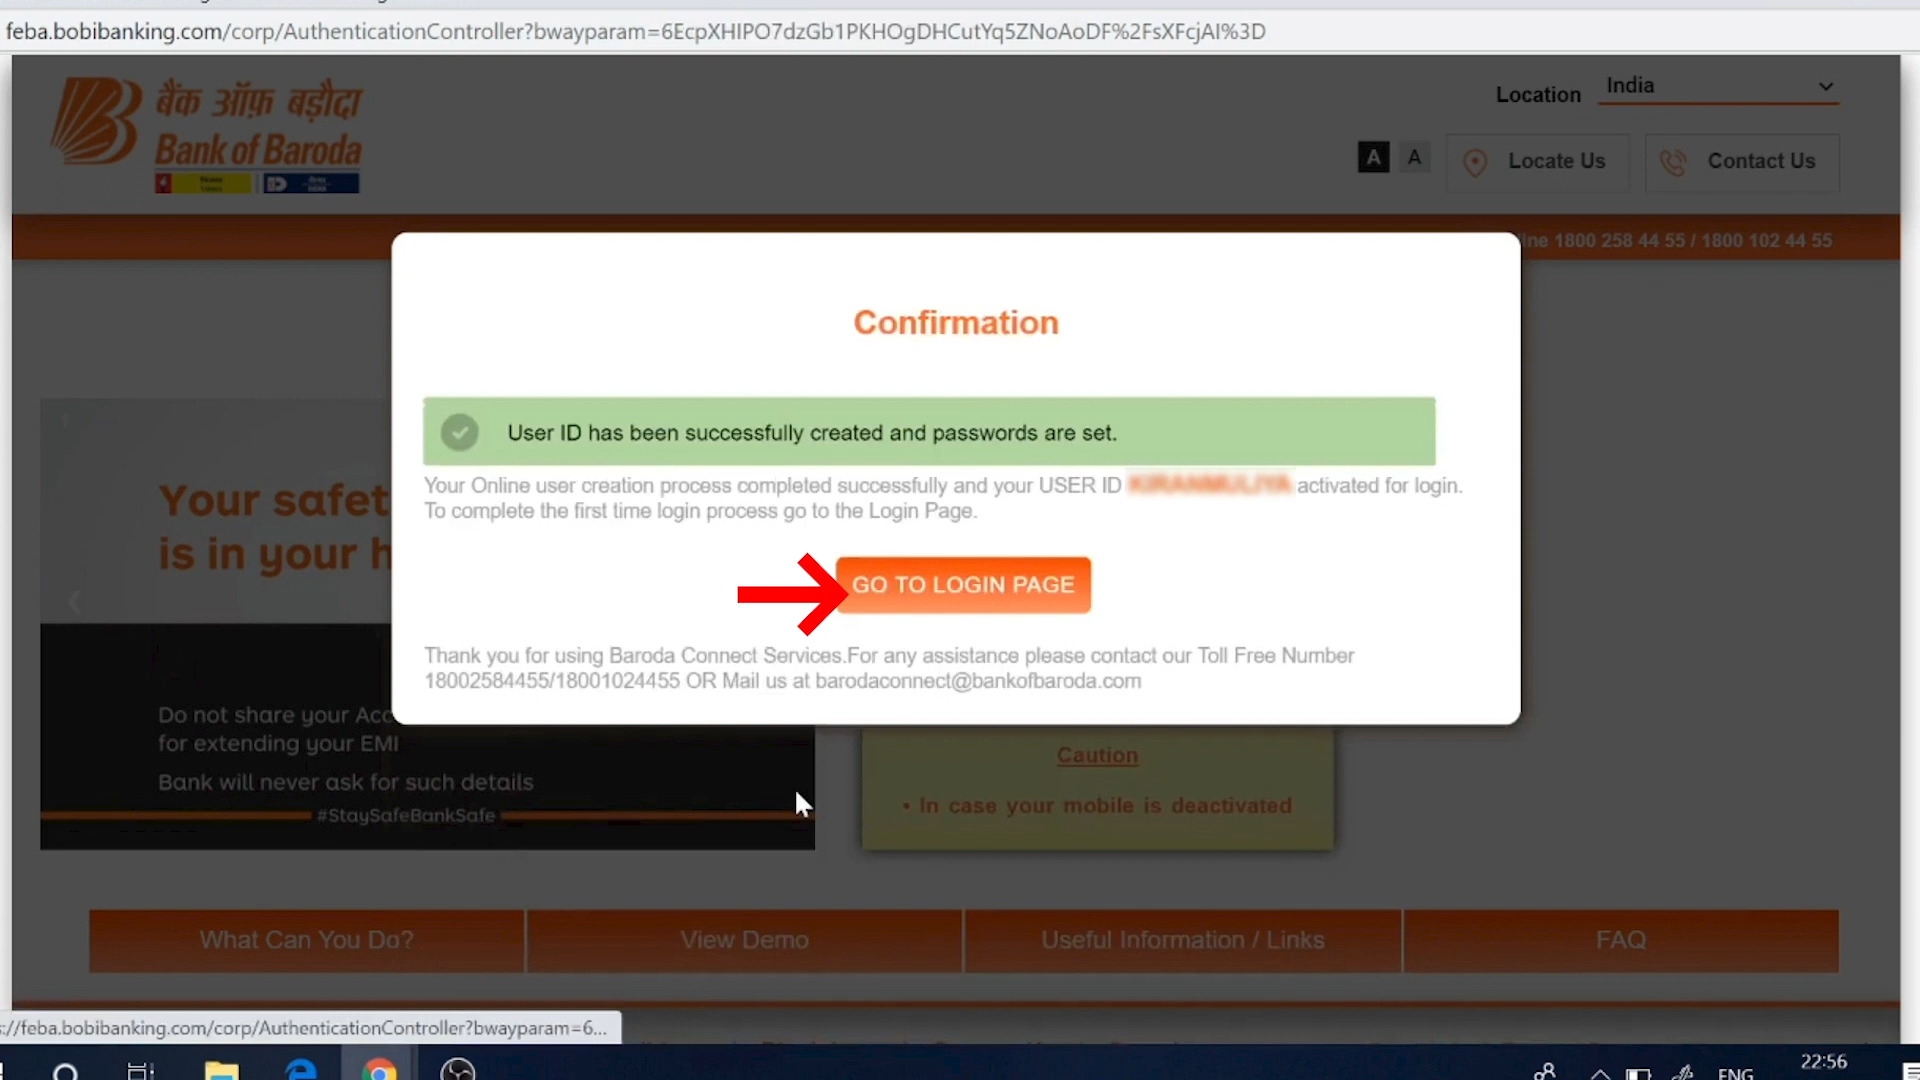 feba.bobibanking.com/corp/AuthenticationController?bwayparam=6EcpXHIPO7dzGb1PKHOgDHCutYq5ZNoAoDF%2FsXFcjAI%3D
बैंक ऑफ़ बड़ौदा
Bank of Baroda
Location India
A A Locate Us Contact Us
ine 1800 258 44 55 / 1800 102 44 55
Confirmation
User ID has been successfully created and passwords are set.
Your Online user creation process completed successfully and your USER ID activated for login.
To complete the first time login process go to the Login Page.
GO TO LOGIN PAGE
Thank you for using Baroda Connect Services.For any assistance please contact our Toll Free Number
18002584455/18001024455 OR Mail us at barodaconnect@bankofbaroda.com
Your safet
is in your h
Do not share your Acc
for extending your EMI
Bank will never ask for such details
#StaySafeBankSafe
Caution
• In case your mobile is deactivated
What Can You Do? View Demo Useful Information / Links FAQ
://feba.bobibanking.com/corp/AuthenticationController?bwayparam=6...
ENG
22:56